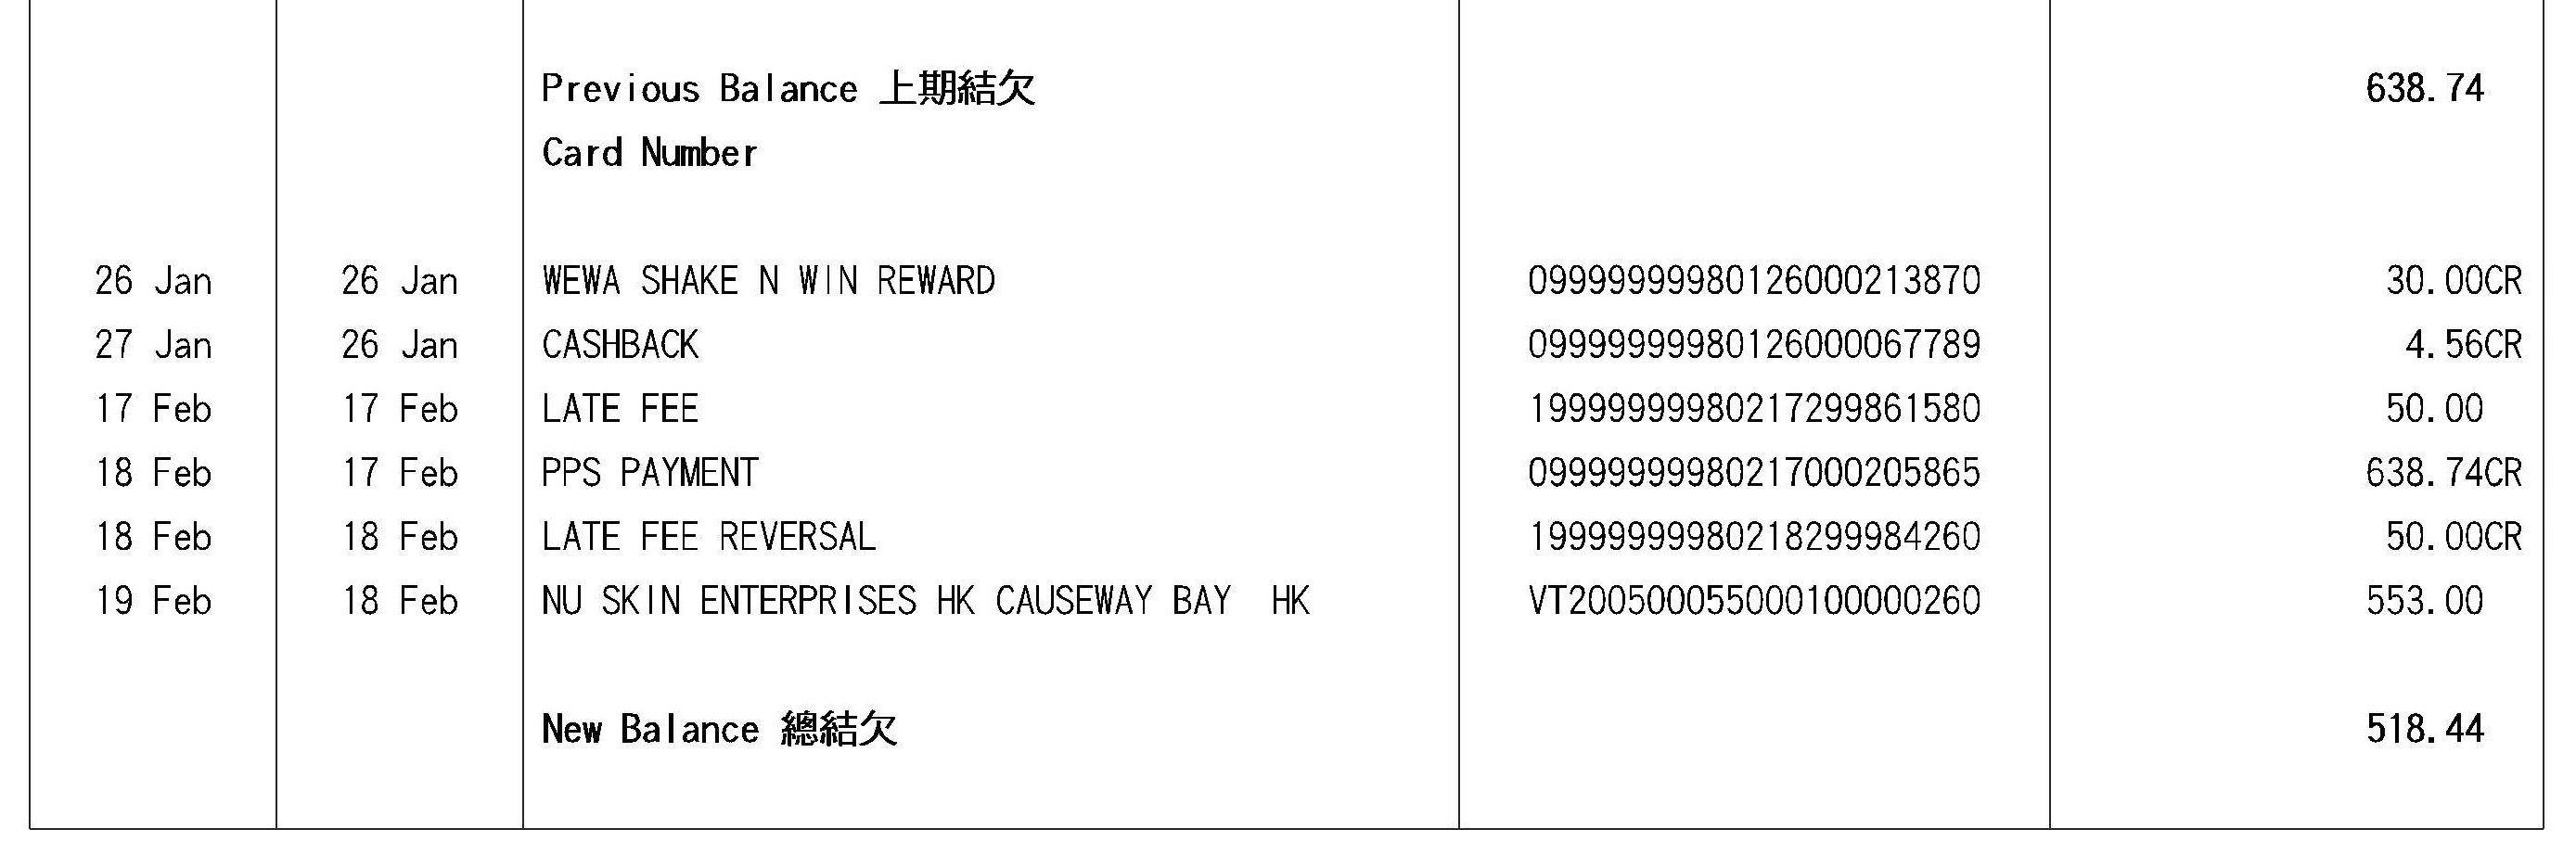 Previous Balance 上期結欠 638.74
Card Number
26 Jan 26 Jan WEWA SHAKE N WIN REWARD 09999999980126000213870 30.00CR
27 Jan 26 Jan CASHBACK 09999999980126000067789 4.56CR
17 Feb 17 Feb LATE FEE 19999999980217299861580 50.00
18 Feb 17 Feb PPS PAYMENT 09999999980217000205865 638.74CR
18 Feb 18 Feb LATE FEE REVERSAL 19999999980218299984260 50.00CR
19 Feb 18 Feb NU SKIN ENTERPRISES HK CAUSEWAY BAY  HK VT200500055000100000260 553.00
New Balance 總結欠 518.44